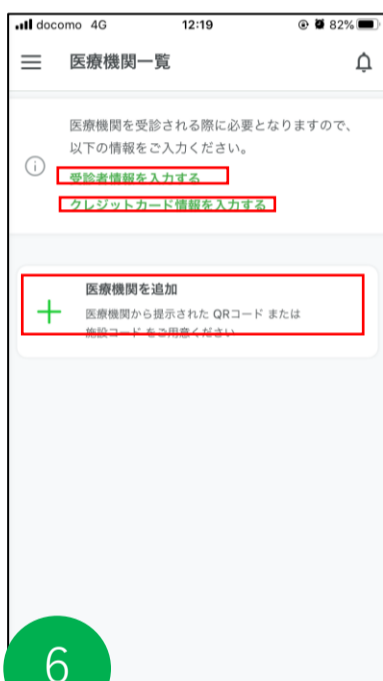 docomo 4G 12:19 82%
医療機関一覧
医療機関を受診される際に必要となりますので、
以下の情報をご入力ください。
受診者情報を入力する
クレジットカード情報を入力する
医療機関を追加
医療機関から提示された QRコード または
施設コード をご用意ください
6